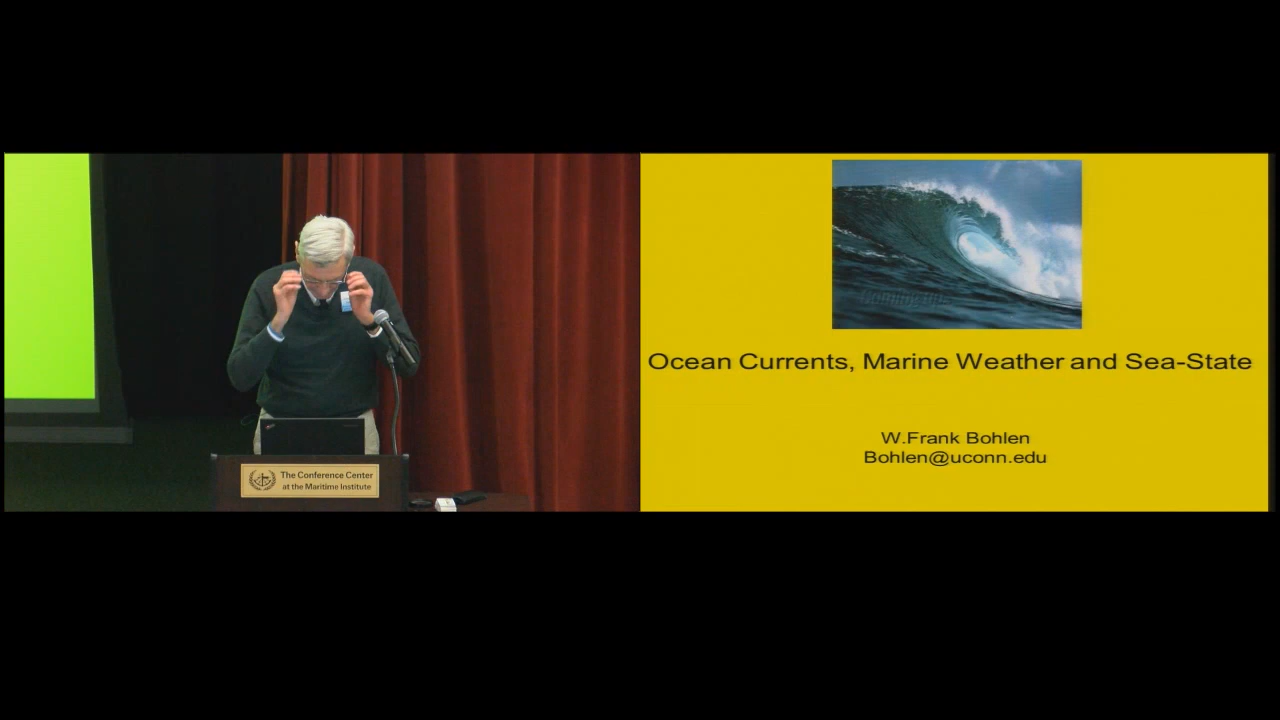 The Conference Center
at the Maritime Institute
Ocean Currents, Marine Weather and Sea-State
W.Frank Bohlen
Bohlen@uconn.edu